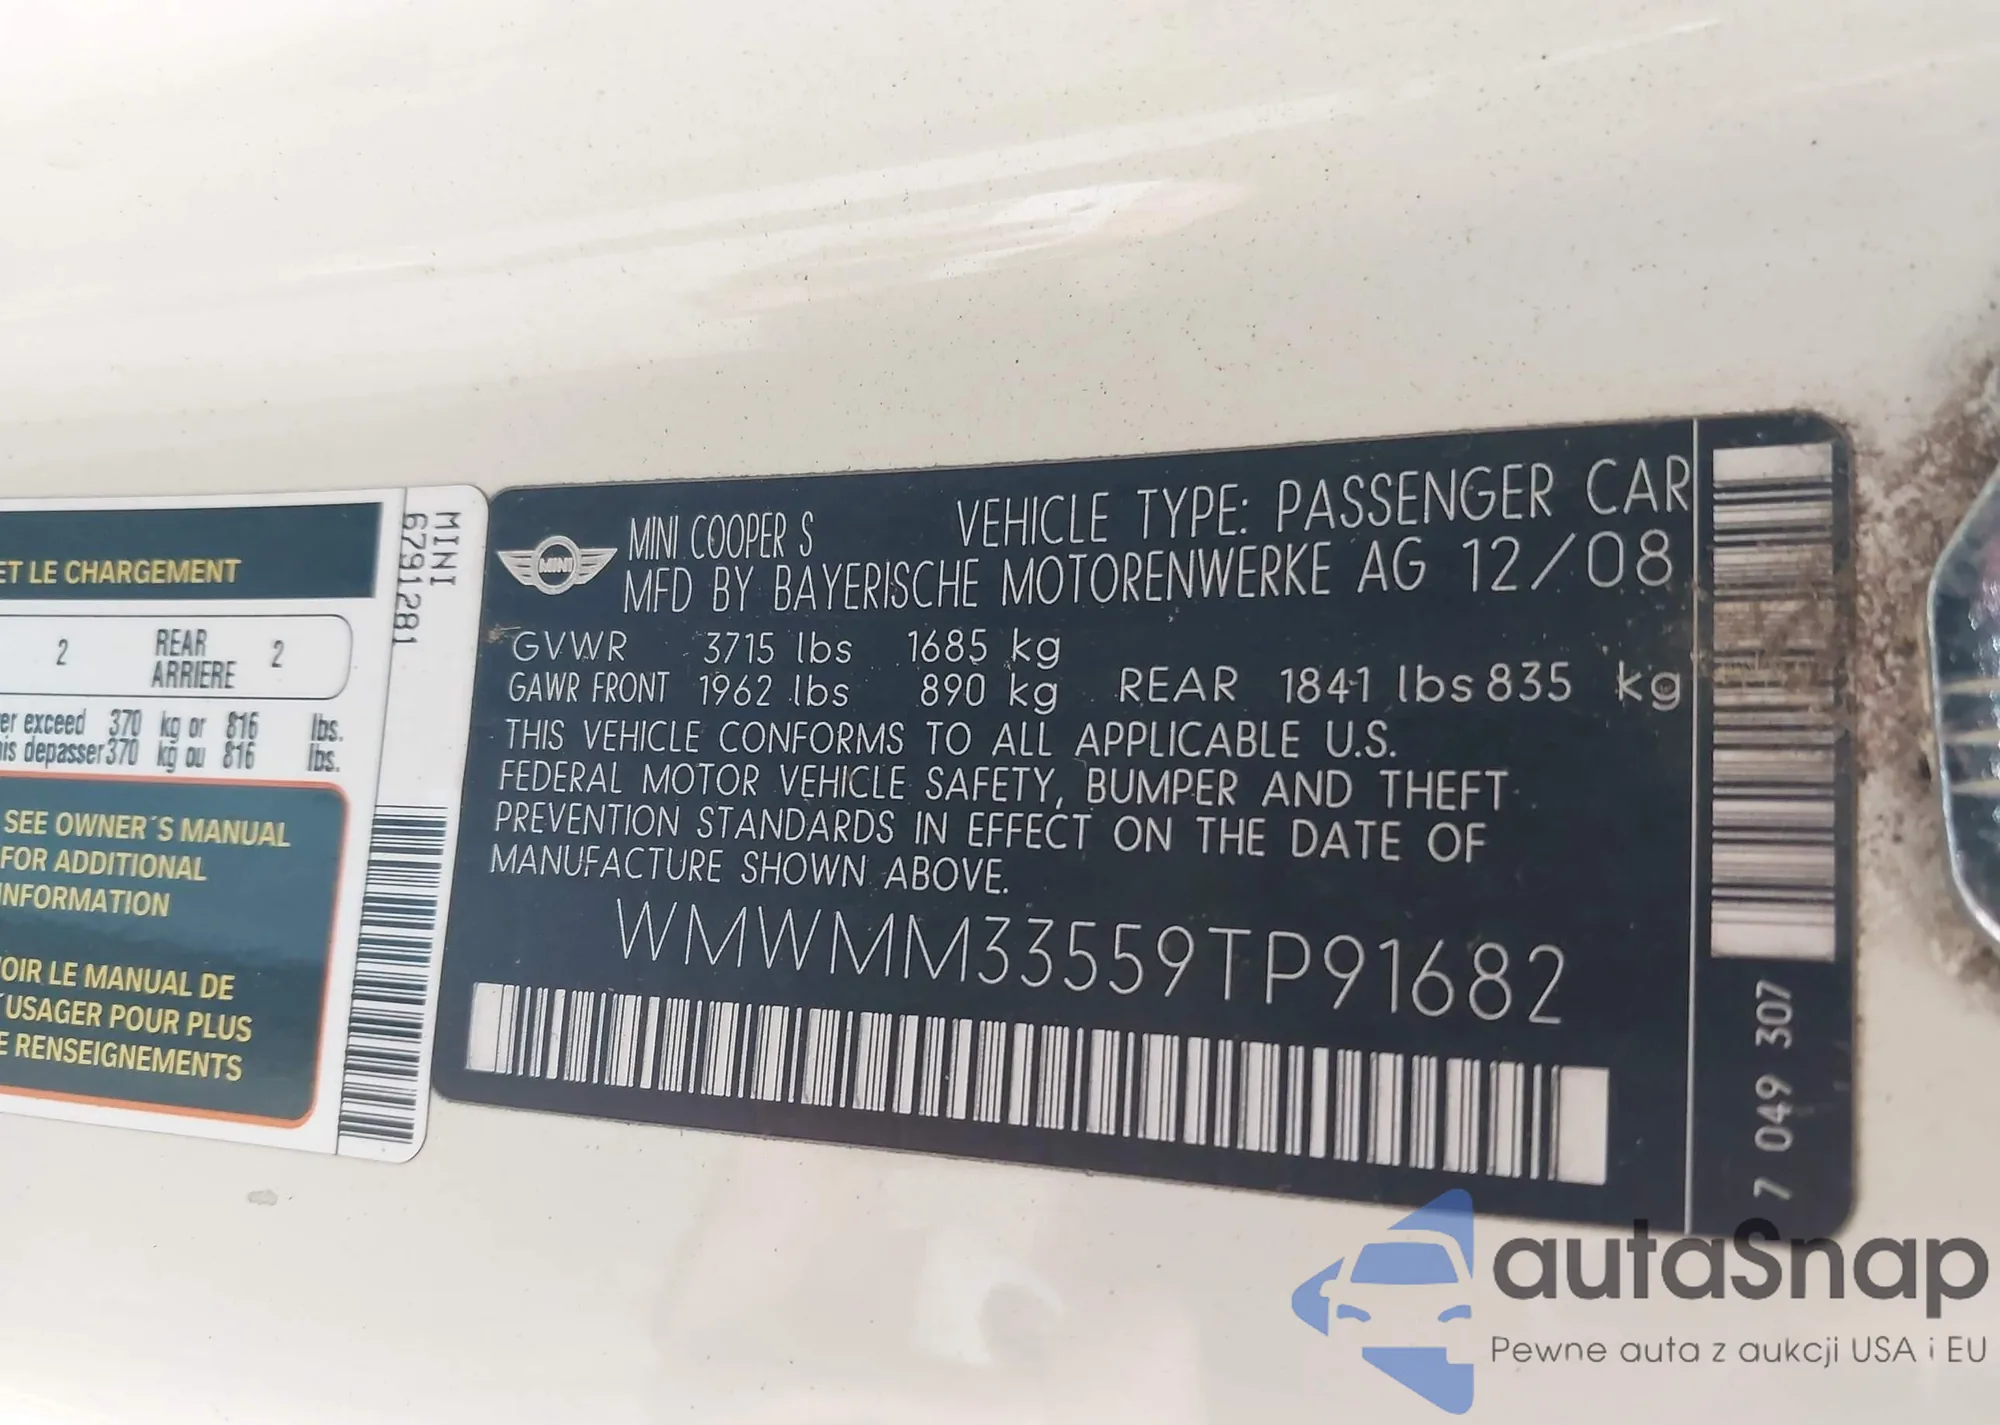 ET LE CHARGEMENT
2 REAR 2
ARRIERE
er exceed 370 kg or 816 lbs.
is depasser 370 kg ou 816 lbs.
SEE OWNER´S MANUAL
FOR ADDITIONAL
INFORMATION
OIR LE MANUAL DE
´USAGER POUR PLUS
E RENSEIGNEMENTS
MINI
6791281
MINI
MINI COOPER S VEHICLE TYPE: PASSENGER CAR
MFD BY BAYERISCHE MOTORENWERKE AG 12/08
GVWR 3715 lbs 1685 kg
GAWR FRONT 1962 lbs 890 kg REAR 1841 lbs 835 kg
THIS VEHICLE CONFORMS TO ALL APPLICABLE U.S.
FEDERAL MOTOR VEHICLE SAFETY, BUMPER AND THEFT
PREVENTION STANDARDS IN EFFECT ON THE DATE OF
MANUFACTURE SHOWN ABOVE.
WMWMM33559TP91682
7 049 307
autaSnap
Pewne auta z aukcji USA i EU